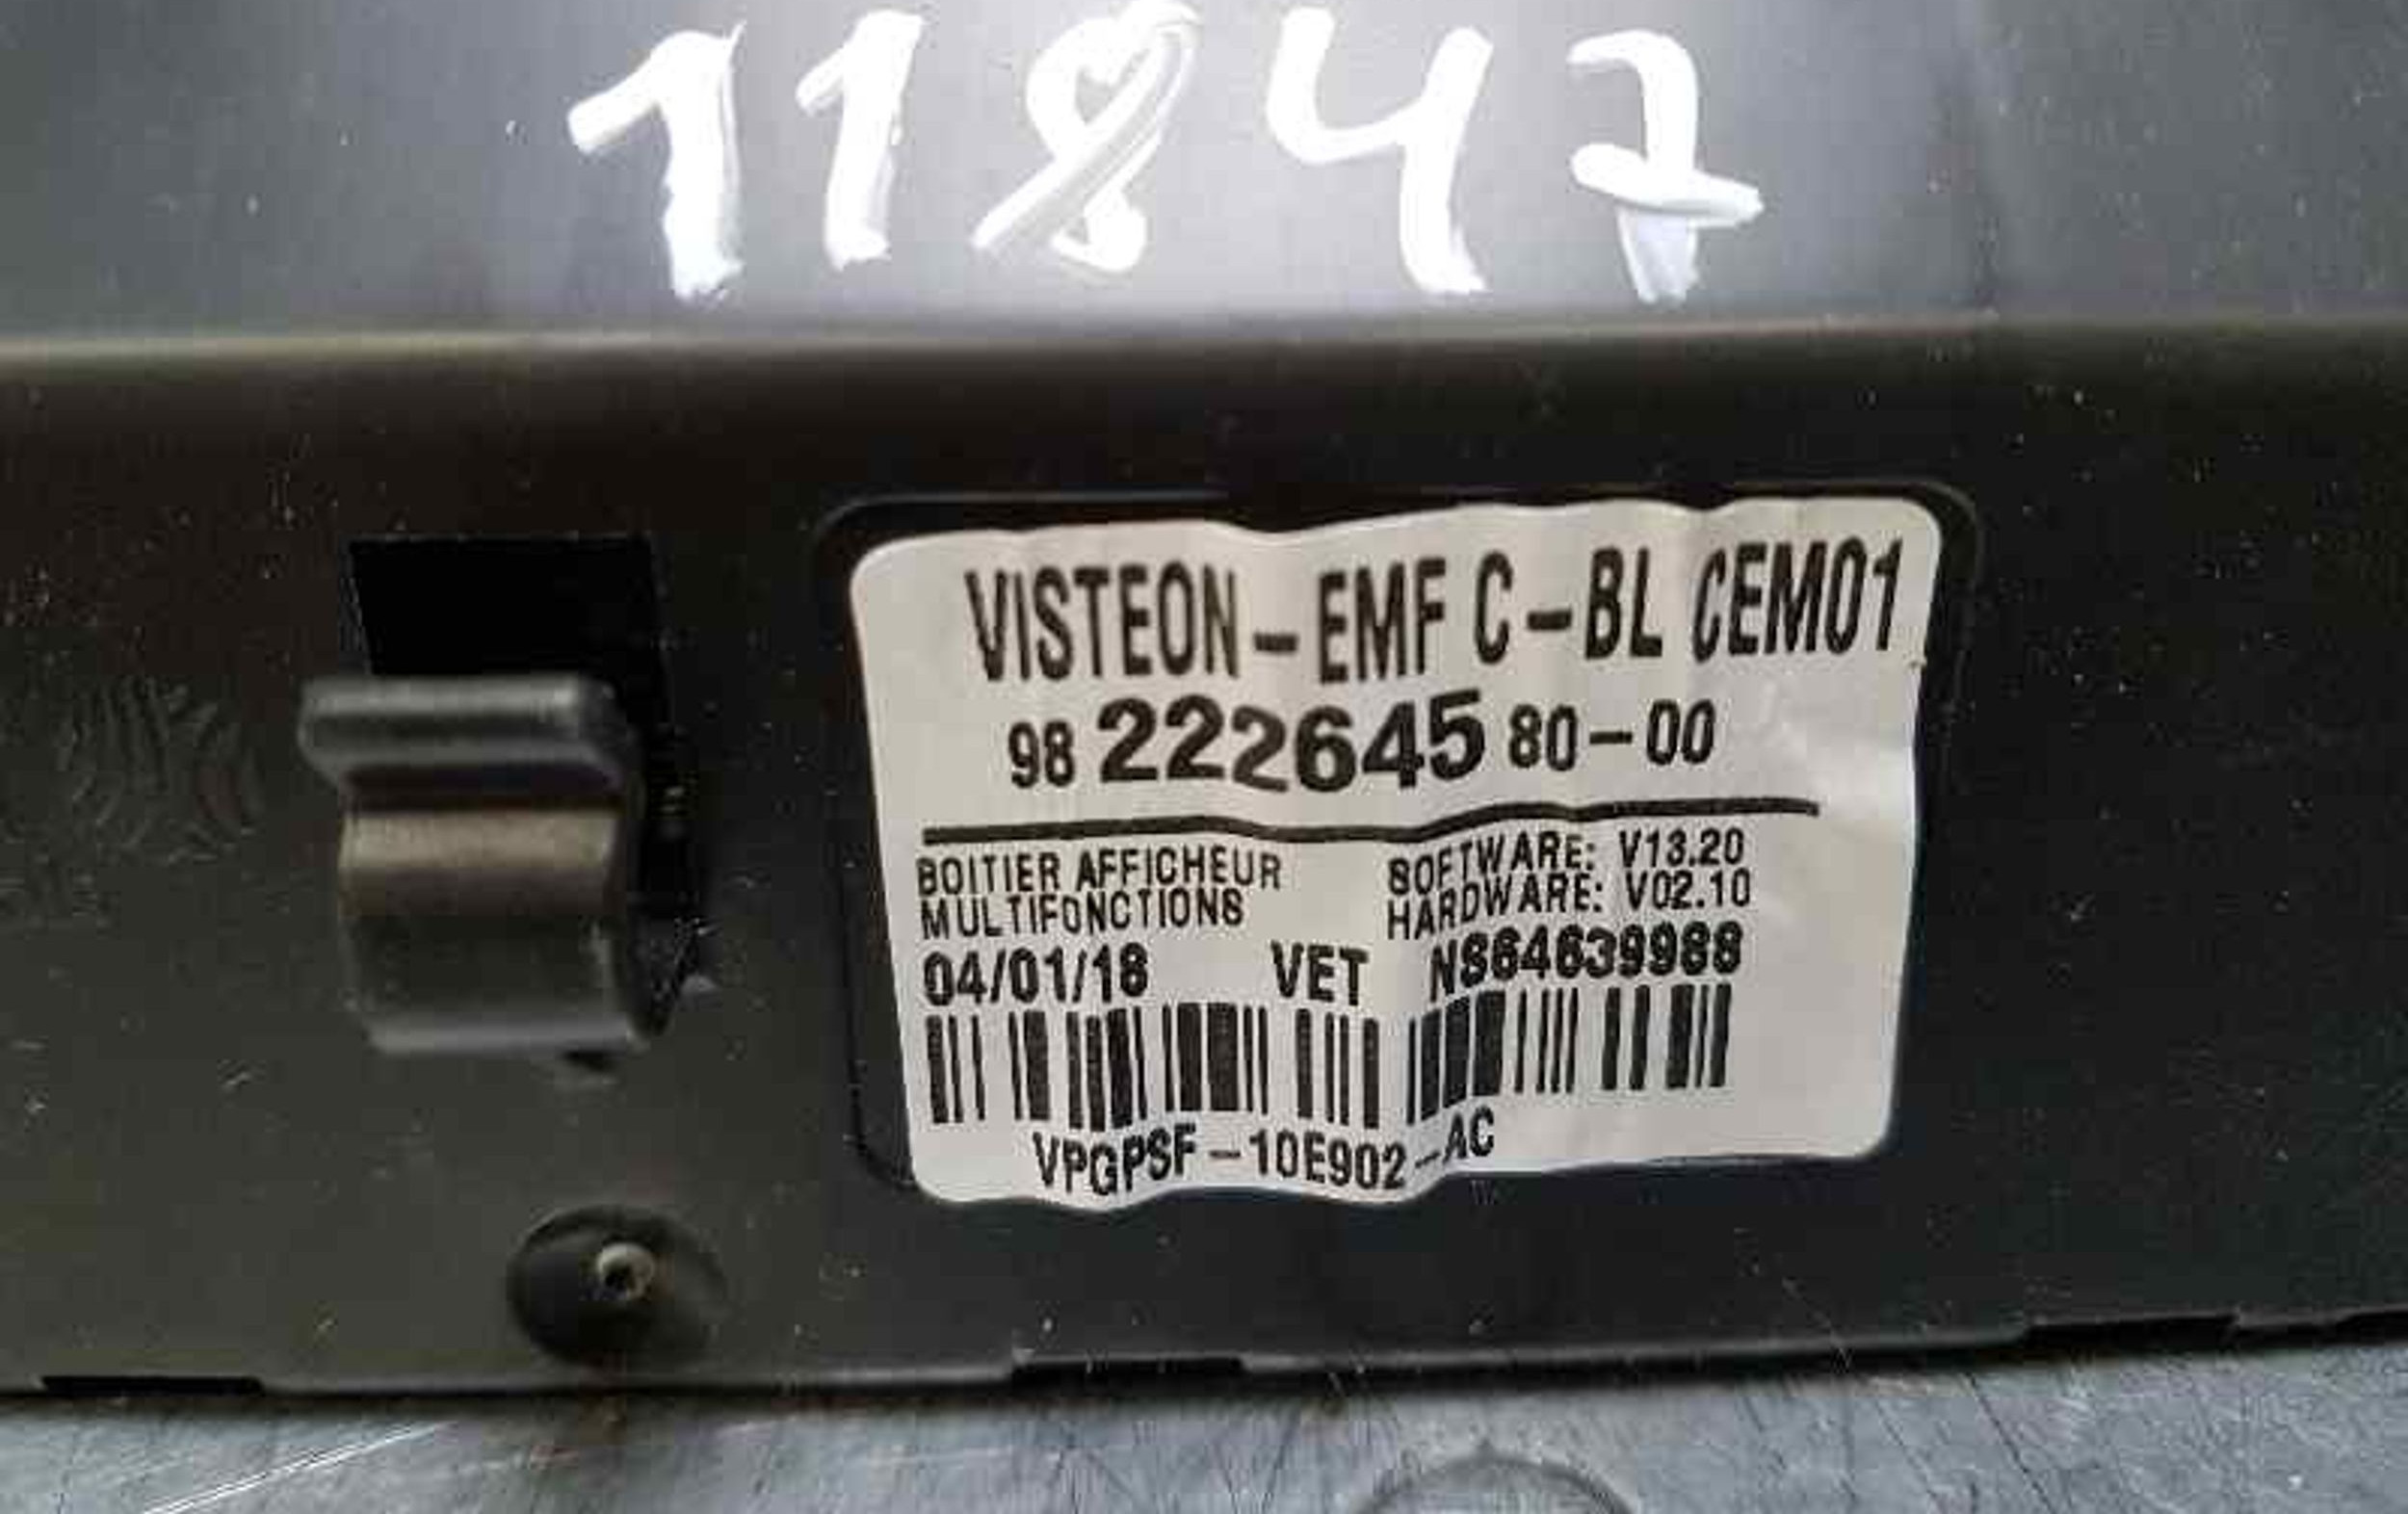 11847
VISTEON-EMF C-BL CEM01
98 222645 80-00
BOITIER AFFICHEUR
MULTIFONCTIONS
SOFTWARE: V13.20
HARDWARE: V02.10
04/01/18 VET NS64639988
VPGPSF-10E902-AC